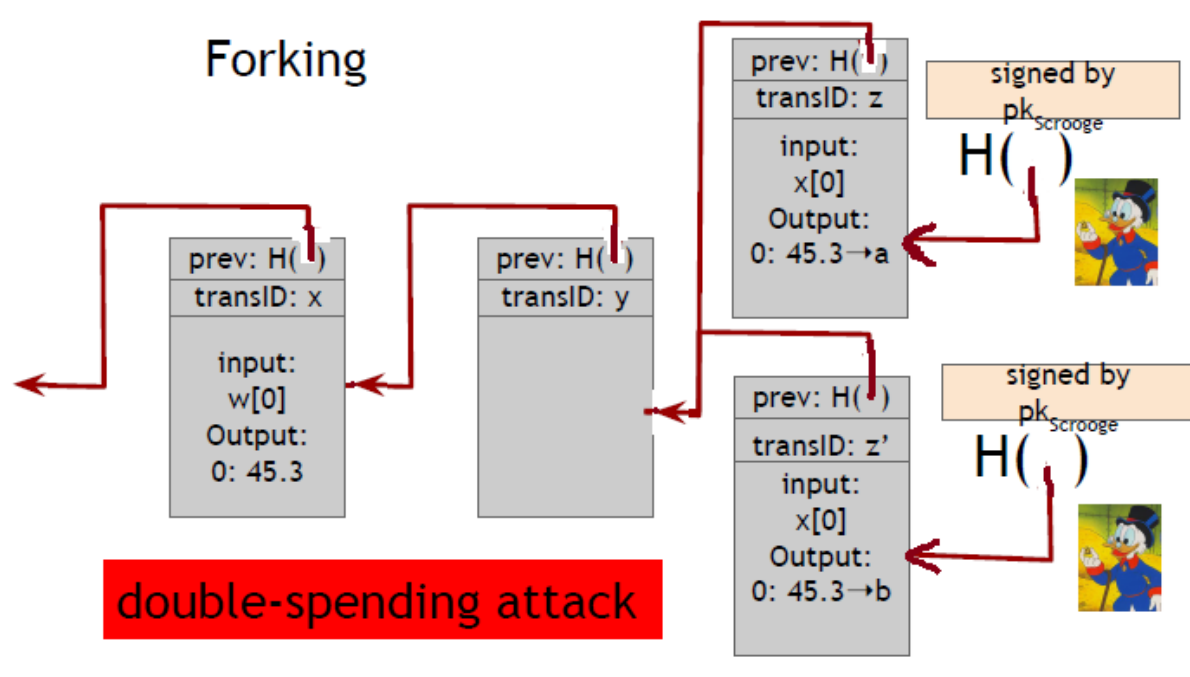 Forking
prev: H( )
transID: x
input:
w[0]
Output:
0: 45.3
prev: H( )
transID: y
prev: H( )
transID: z
input:
x[0]
Output:
0: 45.3→a
signed by
pkScrooge
H( )
prev: H( )
transID: z’
input:
x[0]
Output:
0: 45.3→b
signed by
pkScrooge
H( )
double-spending attack